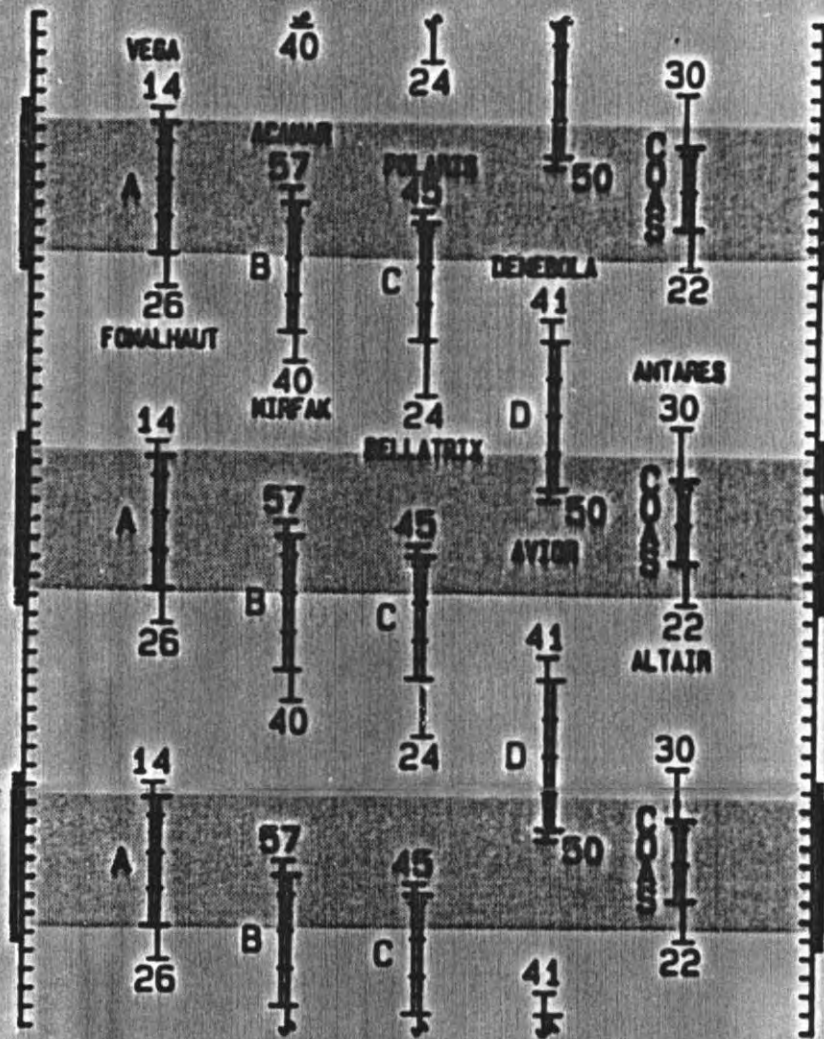 40
24
VEGA
14
30
ACAMAR
57
POLARIS
45
50
COAS
A
B
C
DENEBOLA
41
22
26
FOMALHAUT
40
MIRFAK
24
BELLATRIX
D
ANTARES
30
14
57
45
50
COAS
A
AVIOR
B
C
26
41
22
ALTAIR
40
24
14
D
30
57
45
50
COAS
A
B
C
26
41
22